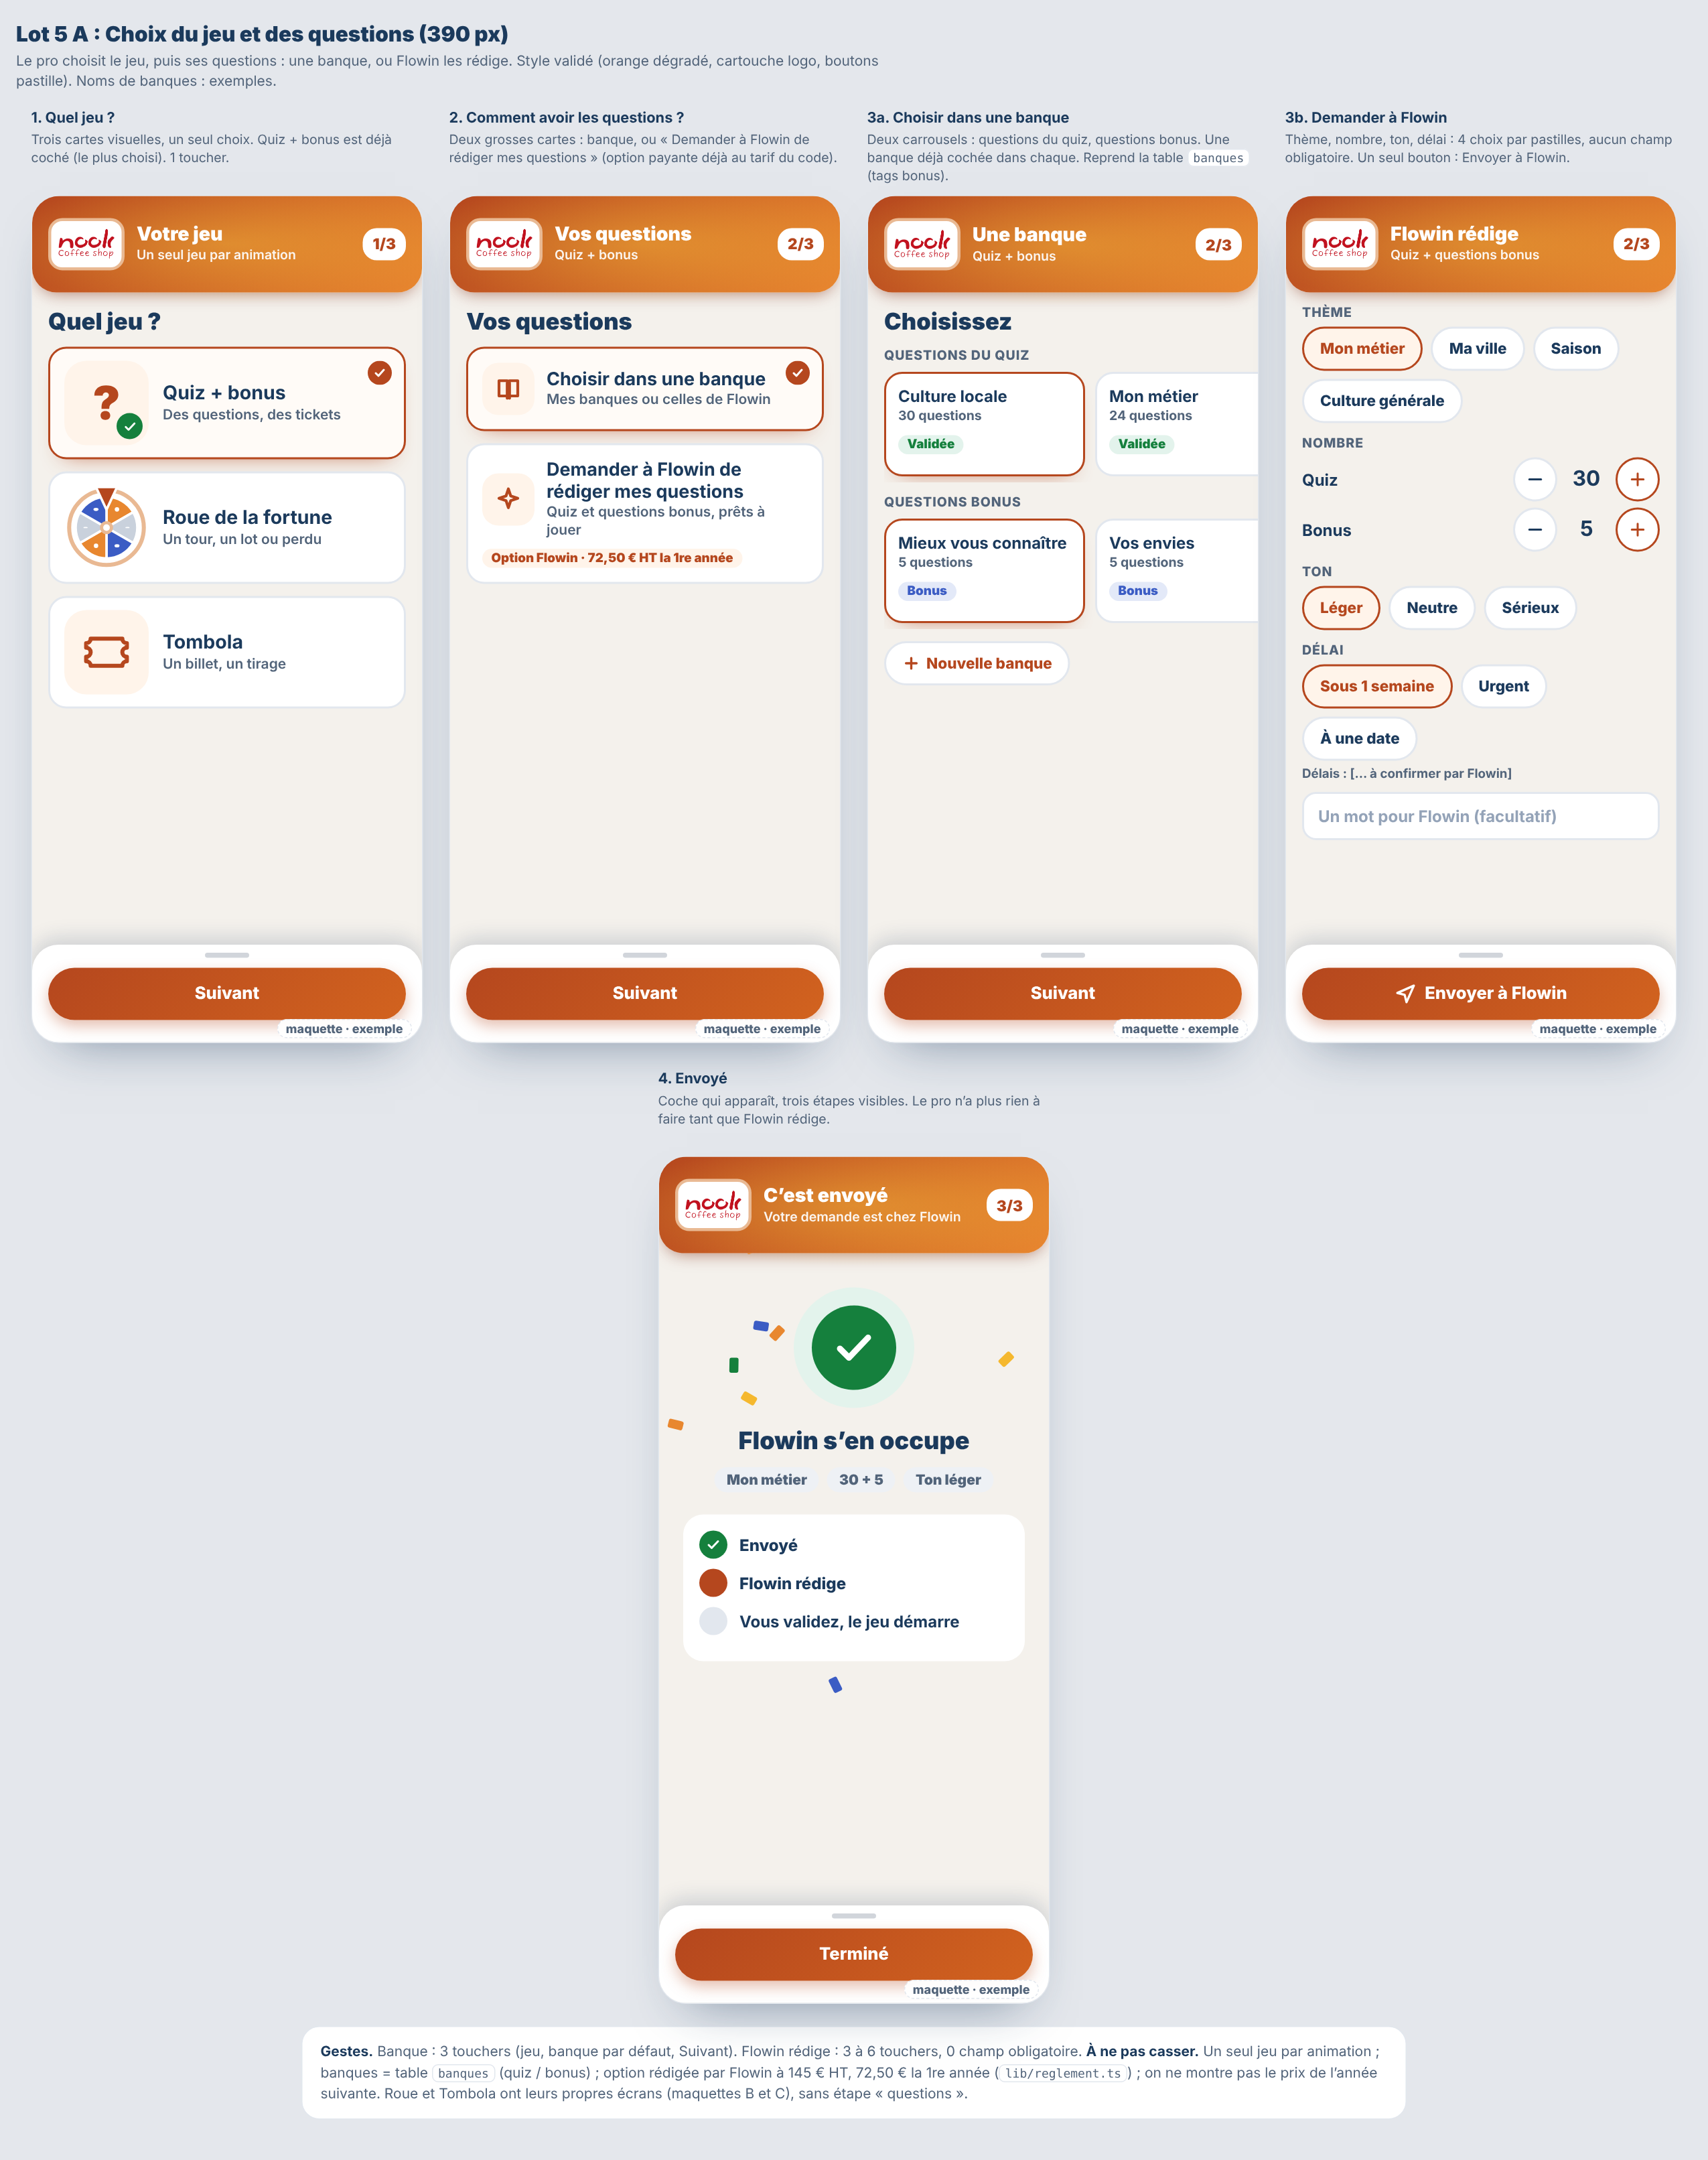 Lot 5 A : Choix du jeu et des questions (390 px)
Le pro choisit le jeu, puis ses questions : une banque, ou Flowin les rédige. Style validé (orange dégradé, cartouche logo, boutons
pastille). Noms de banques : exemples.
1. Quel jeu ?
Trois cartes visuelles, un seul choix. Quiz + bonus est déjà
coché (le plus choisi). 1 toucher.
nook
Coffee shop
Votre jeu
Un seul jeu par animation
1/3
Quel jeu ?
?
Quiz + bonus
Des questions, des tickets
Roue de la fortune
Un tour, un lot ou perdu
Tombola
Un billet, un tirage
Suivant
maquette · exemple
2. Comment avoir les questions ?
Deux grosses cartes : banque, ou « Demander à Flowin de
rédiger mes questions » (option payante déjà au tarif du code).
nook
Coffee shop
Vos questions
Quiz + bonus
2/3
Vos questions
Choisir dans une banque
Mes banques ou celles de Flowin
Demander à Flowin de
rédiger mes questions
Quiz et questions bonus, prêts à
jouer
Option Flowin · 72,50 € HT la 1re année
Suivant
maquette · exemple
3a. Choisir dans une banque
Deux carrousels : questions du quiz, questions bonus. Une
banque déjà cochée dans chaque. Reprend la table banques
(tags bonus).
nook
Coffee shop
Une banque
Quiz + bonus
2/3
Choisissez
QUESTIONS DU QUIZ
Culture locale
30 questions
Validée
Mon métier
24 questions
Validée
QUESTIONS BONUS
Mieux vous connaître
5 questions
Bonus
Vos envies
5 questions
Bonus
+ Nouvelle banque
Suivant
maquette · exemple
3b. Demander à Flowin
Thème, nombre, ton, délai : 4 choix par pastilles, aucun champ
obligatoire. Un seul bouton : Envoyer à Flowin.
nook
Coffee shop
Flowin rédige
Quiz + questions bonus
2/3
THÈME
Mon métier
Ma ville
Saison
Culture générale
NOMBRE
Quiz
− 30 +
Bonus
− 5 +
TON
Léger
Neutre
Sérieux
DÉLAI
Sous 1 semaine
Urgent
À une date
Délais : [… à confirmer par Flowin]
Un mot pour Flowin (facultatif)
Envoyer à Flowin
maquette · exemple
4. Envoyé
Coche qui apparaît, trois étapes visibles. Le pro n’a plus rien à
faire tant que Flowin rédige.
nook
Coffee shop
C’est envoyé
Votre demande est chez Flowin
3/3
Flowin s’en occupe
Mon métier
30 + 5
Ton léger
Envoyé
Flowin rédige
Vous validez, le jeu démarre
Terminé
maquette · exemple
Gestes. Banque : 3 touchers (jeu, banque par défaut, Suivant). Flowin rédige : 3 à 6 touchers, 0 champ obligatoire. À ne pas casser. Un seul jeu par animation ;
banques = table banques (quiz / bonus) ; option rédigée par Flowin à 145 € HT, 72,50 € la 1re année ( lib/reglement.ts ) ; on ne montre pas le prix de l’année
suivante. Roue et Tombola ont leurs propres écrans (maquettes B et C), sans étape « questions ».